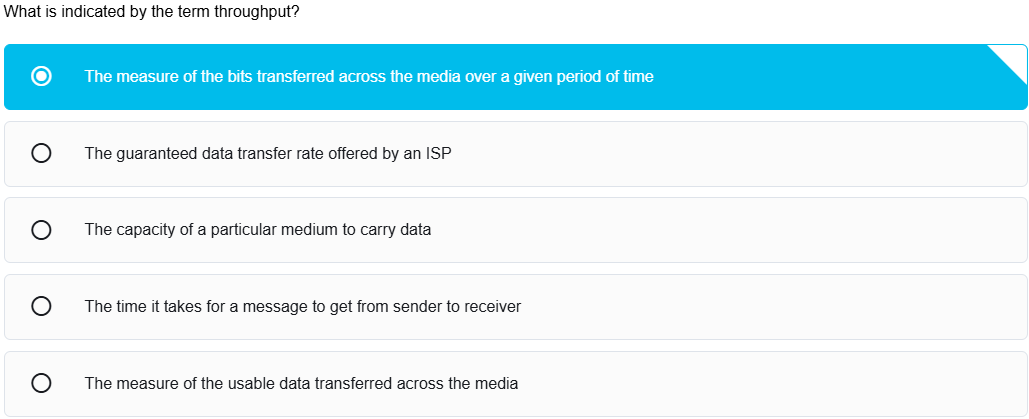 What is indicated by the term throughput?
The measure of the bits transferred across the media over a given period of time
The guaranteed data transfer rate offered by an ISP
The capacity of a particular medium to carry data
The time it takes for a message to get from sender to receiver
The measure of the usable data transferred across the media